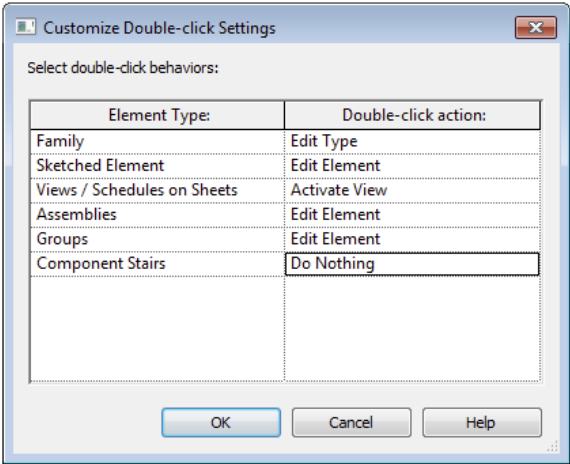 Customize Double-click Settings
Select double-click behaviors:
Element Type: Double-click action:
Family Edit Type
Sketched Element Edit Element
Views / Schedules on Sheets Activate View
Assemblies Edit Element
Groups Edit Element
Component Stairs Do Nothing
OK Cancel Help